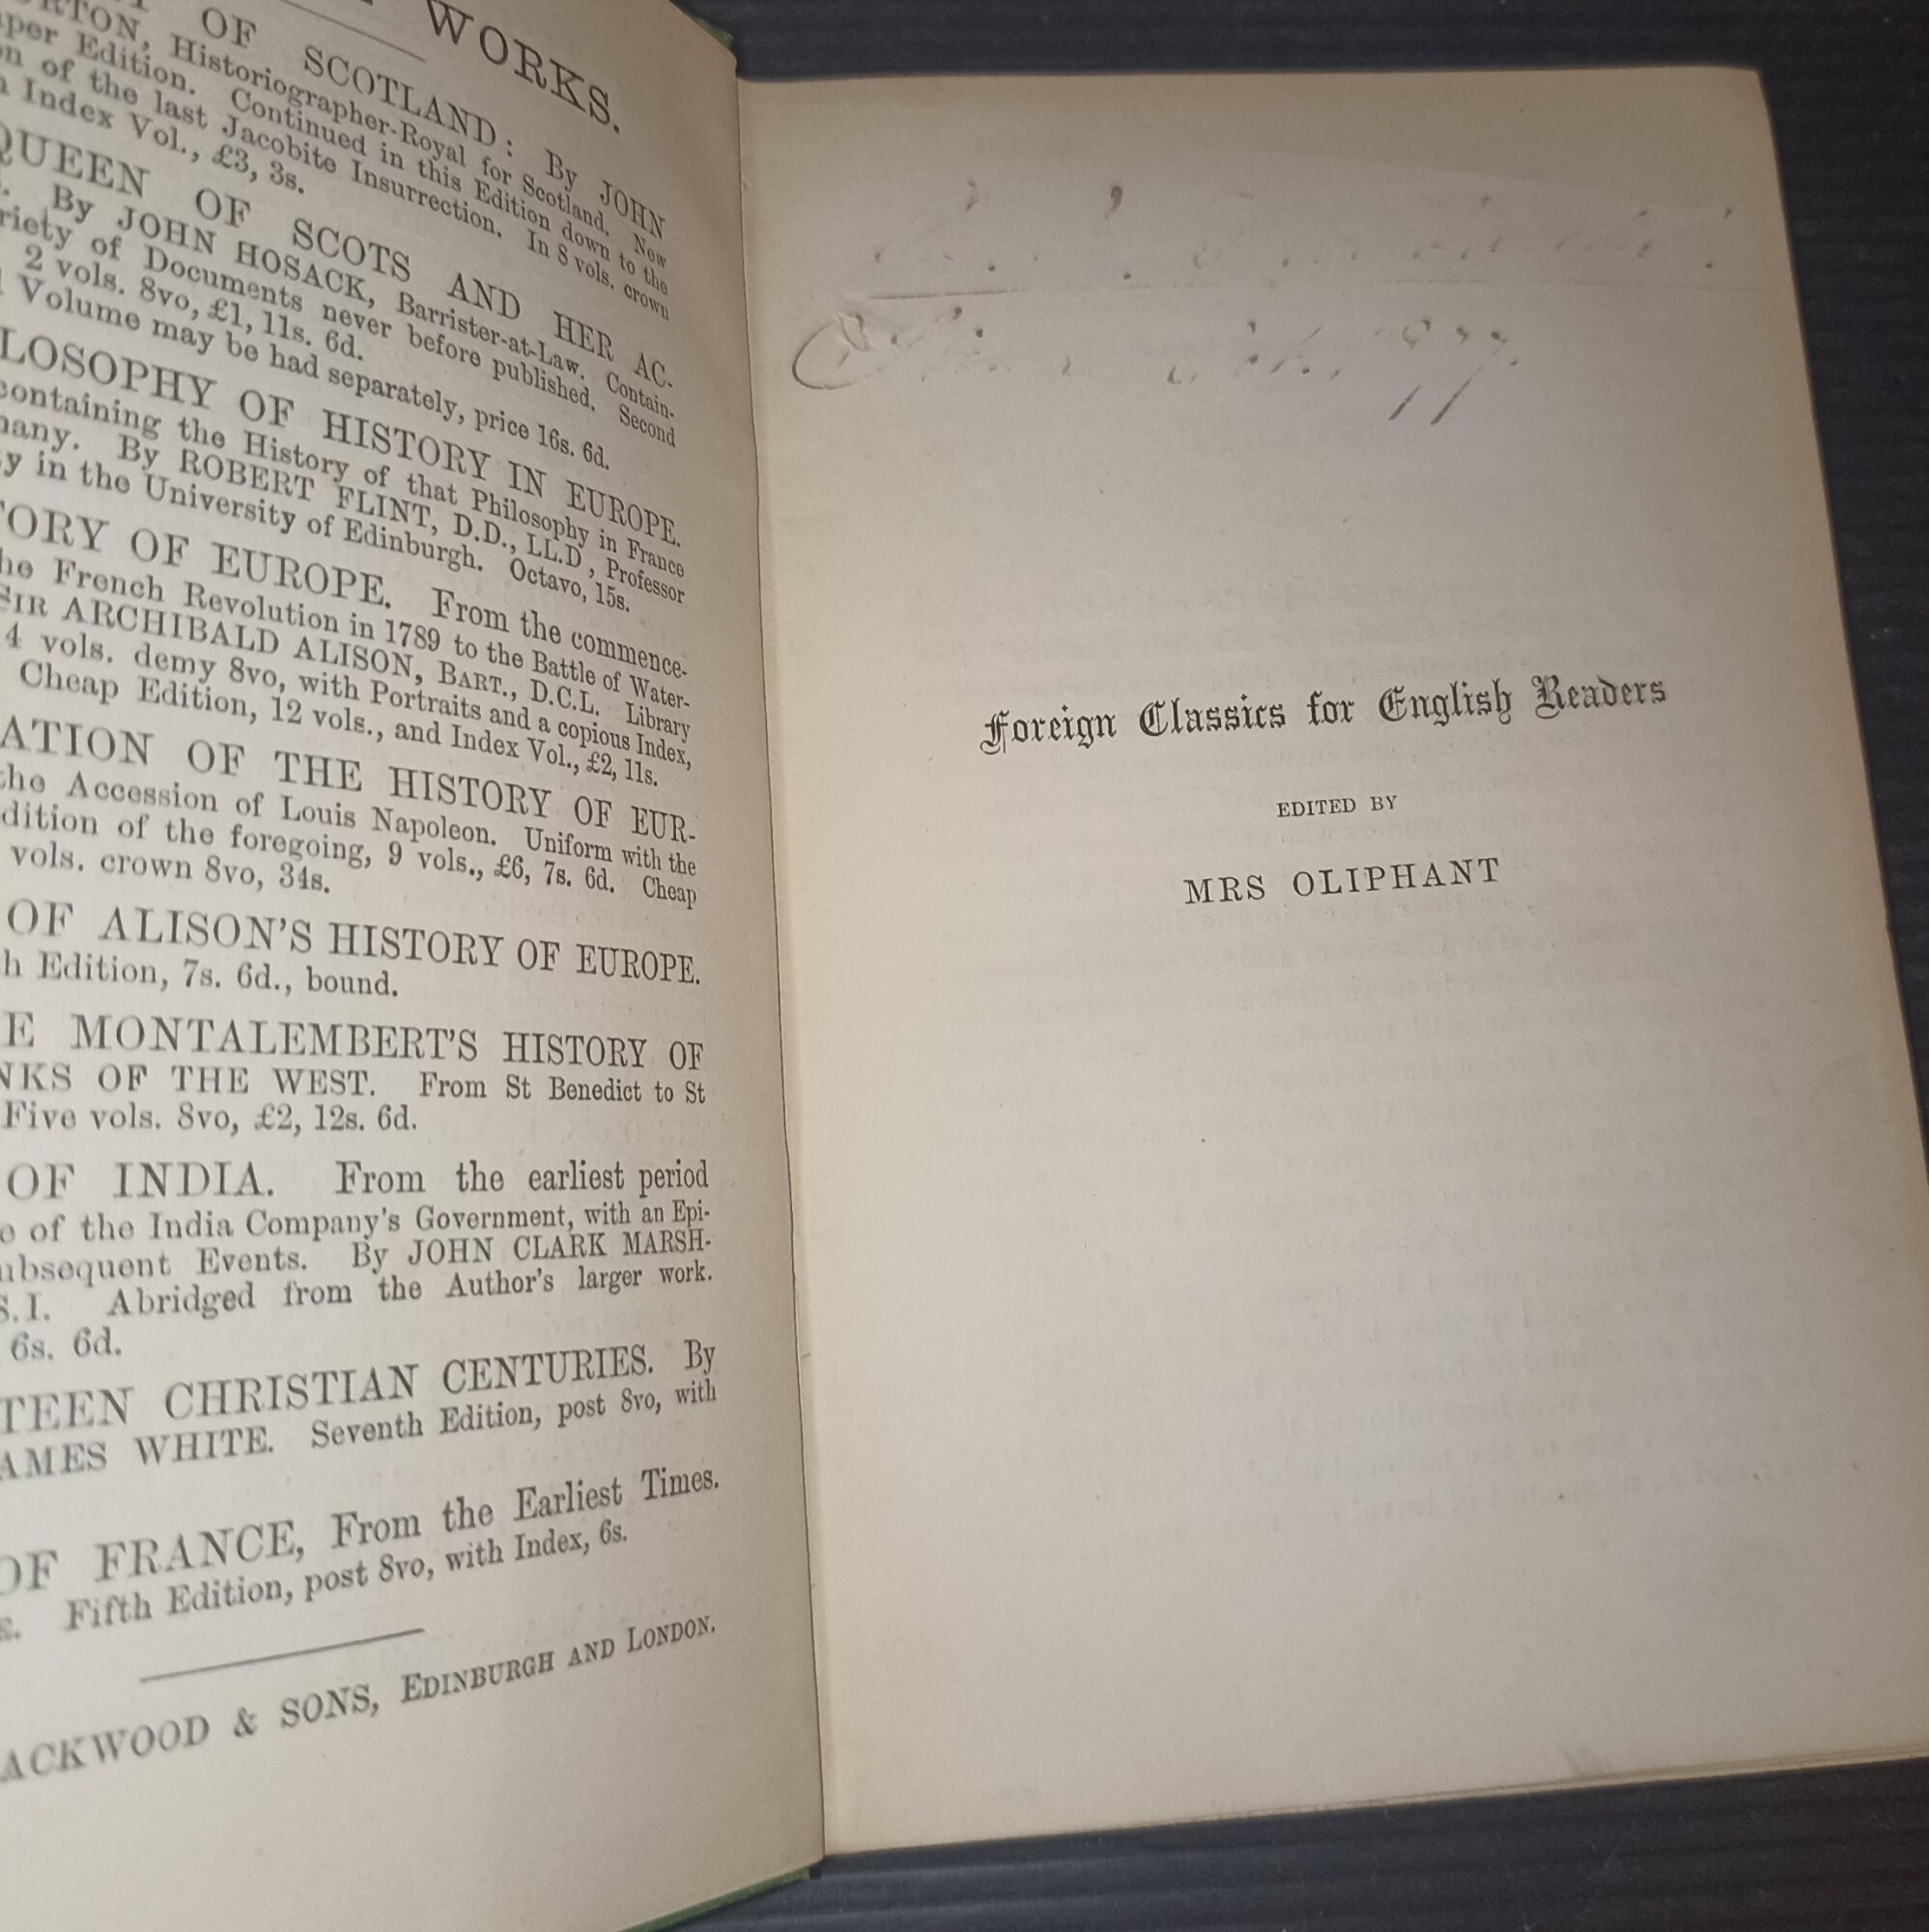 WORKS.
OF SCOTLAND: By JOHN
RTON, Historiographer-Royal for Scotland. New
per Edition. Continued in this Edition down to the
n of the last Jacobite Insurrection. In 8 vols. crown
Index Vol., £3, 3s.
QUEEN OF SCOTS AND HER AC-
By JOHN HOSACK, Barrister-at-Law. Contain-
riety of Documents never before published. Second
2 vols. 8vo, £1, 11s. 6d.
Volume may be had separately, price 16s. 6d.
LOSOPHY OF HISTORY IN EUROPE.
containing the History of that Philosophy in France
many. By ROBERT FLINT, D.D., LL.D, Professor
y in the University of Edinburgh. Octavo, 15s.
TORY OF EUROPE. From the commence-
he French Revolution in 1789 to the Battle of Water-
SIR ARCHIBALD ALISON, BART., D.C.L. Library
4 vols. demy 8vo, with Portraits and a copious Index,
Cheap Edition, 12 vols., and Index Vol., £2, 11s.
ATION OF THE HISTORY OF EUR-
the Accession of Louis Napoleon. Uniform with the
dition of the foregoing, 9 vols., £6, 7s. 6d. Cheap
vols. crown 8vo, 34s.
OF ALISON'S HISTORY OF EUROPE.
h Edition, 7s. 6d., bound.
E MONTALEMBERT'S HISTORY OF
NKS OF THE WEST. From St Benedict to St
Five vols. 8vo, £2, 12s. 6d.
OF INDIA. From the earliest period
e of the India Company's Government, with an Epi-
ubsequent Events. By JOHN CLARK MARSH-
S.I. Abridged from the Author's larger work.
6s. 6d.
TEEN CHRISTIAN CENTURIES. By
AMES WHITE. Seventh Edition, post 8vo, with
OF FRANCE, From the Earliest Times.
Fifth Edition, post 8vo, with Index, 6s.
ACKWOOD & SONS, EDINBURGH AND LONDON.
Foreign Classics for English Readers
EDITED BY
MRS OLIPHANT